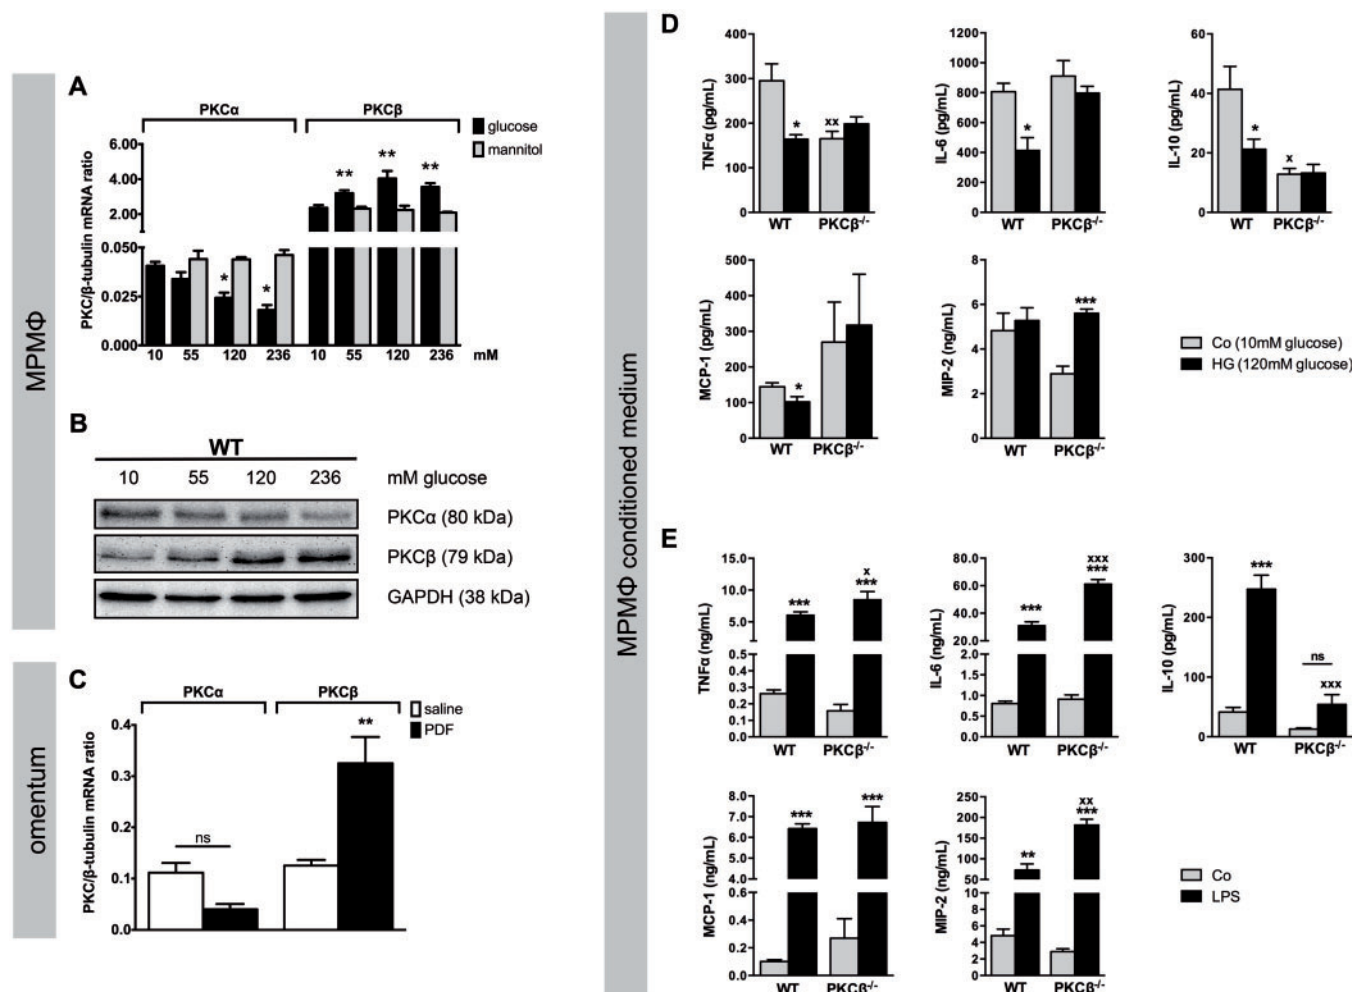 MPMΦ
A
PKCα PKCβ
glucose
mannitol
PKC/β-tubulin mRNA ratio
6.00
4.00
2.00
0.050
0.025
0.000
** ** **
* *
10 55 120 236 10 55 120 236 mM
B
WT
10 55 120 236 mM glucose
PKCα (80 kDa)
PKCβ (79 kDa)
GAPDH (38 kDa)
omentum
C
PKCα PKCβ
saline
PDF
PKC/β-tubulin mRNA ratio
0.4
0.3
0.2
0.1
0.0
ns
**
MPMΦ conditioned medium
D
TNFα (pg/mL)
400
300
200
100
0
* xx
WT PKCβ-/-
IL-6 (pg/mL)
1200
1000
800
600
400
200
0
*
WT PKCβ-/-
IL-10 (pg/mL)
60
40
20
0
* x
WT PKCβ-/-
MCP-1 (pg/mL)
500
400
300
200
100
0
*
WT PKCβ-/-
MIP-2 (ng/mL)
8
6
4
2
0
***
WT PKCβ-/-
Co (10mM glucose)
HG (120mM glucose)
E
TNFα (ng/mL)
15.0
10.0
5.0
0.5
0.4
0.3
0.2
0.1
0.0
x
*** ***
WT PKCβ-/-
IL-6 (ng/mL)
80.0
60.0
40.0
20.0
2.0
1.5
1.0
0.5
0.0
xxx
*** ***
WT PKCβ-/-
IL-10 (pg/mL)
300
200
100
0
***
ns
xxx
WT PKCβ-/-
MCP-1 (ng/mL)
8.0
7.0
6.0
5.0
4.0
0.6
0.4
0.2
0.0
*** ***
WT PKCβ-/-
MIP-2 (ng/mL)
250
200
150
100
50
8
6
4
2
0
xx
** ***
WT PKCβ-/-
Co
LPS